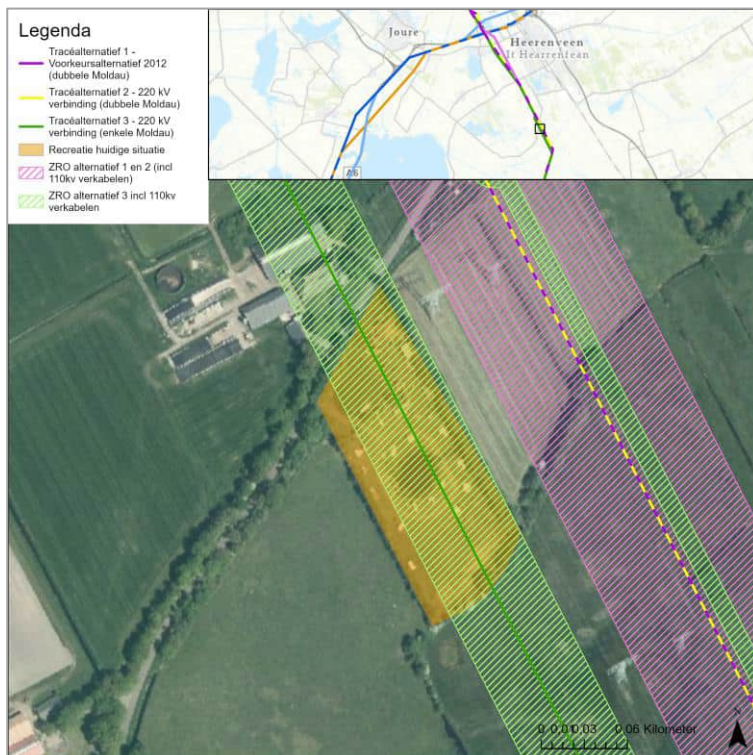 Legenda
Tracéalternatief 1 -
Voorkeursalternatief 2012
(dubbele Moldau)
Tracéalternatief 2 - 220 kV
verbinding (dubbele Moldau)
Tracéalternatief 3 - 220 kV
verbinding (enkele Moldau)
Recreatie huidige situatie
ZRO alternatief 1 en 2 (incl
110kv verkabelen)
ZRO alternatief 3 incl 110kv
verkabelen
Joure
Heerenveen
It Hearrenfean
A6
N
0 0,010,03 0,06 Kilometer